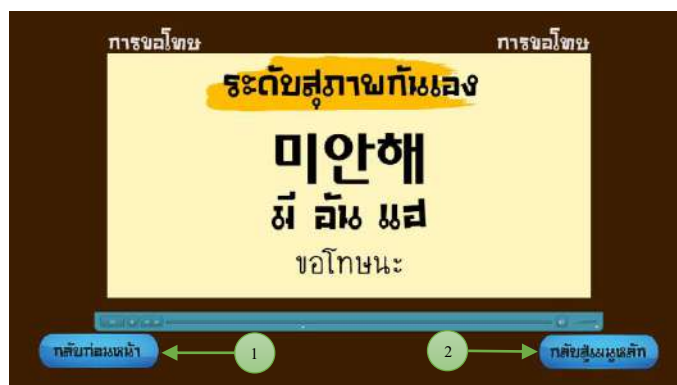 การขอโทษ การขอโทษ
ระดับสุภาพกันเอง
미안해
มี อัน แฮ
ขอโทษนะ
กลับก่อนหน้า 1 2 กลับสู่เมนูหลัก